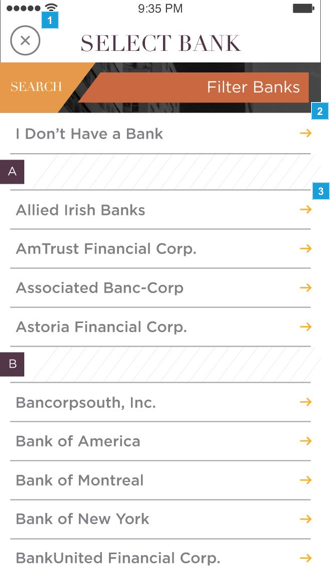 9:35 PM
1
SELECT BANK
SEARCH
Filter Banks
2
I Don’t Have a Bank
A
3
Allied Irish Banks
AmTrust Financial Corp.
Associated Banc-Corp
Astoria Financial Corp.
B
Bancorpsouth, Inc.
Bank of America
Bank of Montreal
Bank of New York
BankUnited Financial Corp.